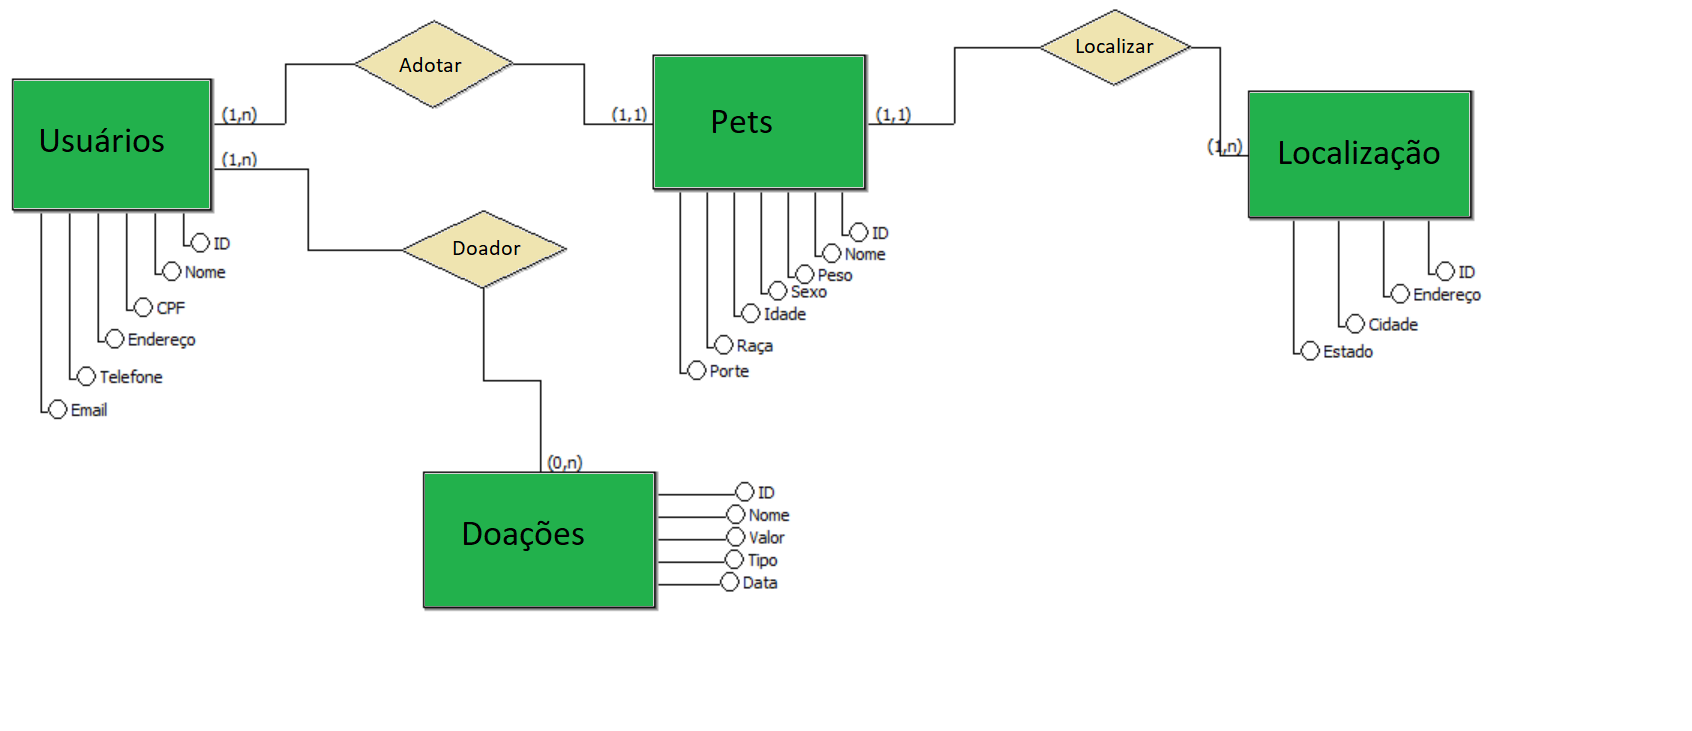 Adotar
Localizar
Usuários
(1,n)
(1,1)
Pets
(1,1)
(1,n)
Localização
(1,n)
Doador
ID
Nome
CPF
Endereço
Telefone
Email
ID
Nome
Peso
Sexo
Idade
Raça
Porte
ID
Endereço
Cidade
Estado
(0,n)
Doações
ID
Nome
Valor
Tipo
Data